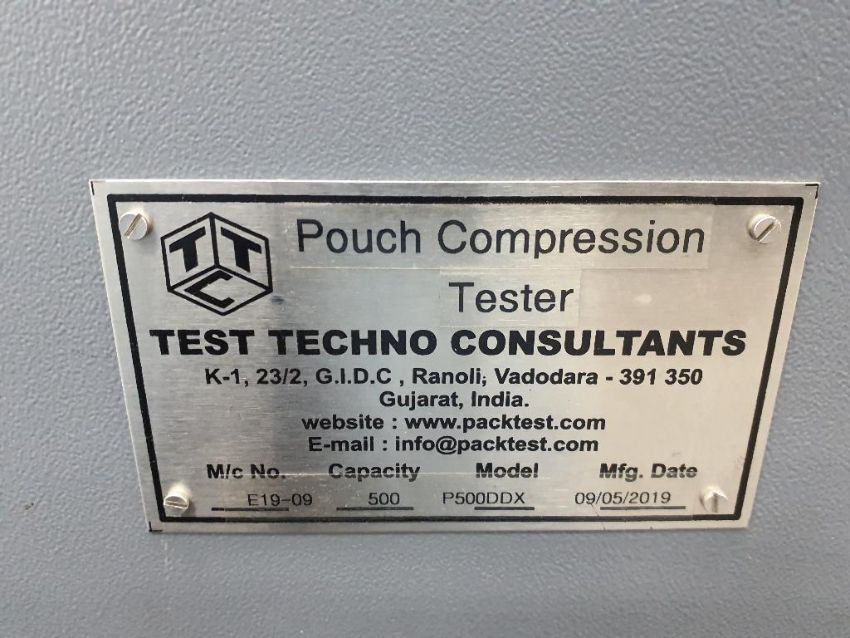 TTC
Pouch Compression
Tester
TEST TECHNO CONSULTANTS
K-1, 23/2, G.I.D.C , Ranoli, Vadodara - 391 350
Gujarat, India.
website : www.packtest.com
E-mail : info@packtest.com
M/c No. Capacity Model Mfg. Date
E19-09 500 P500DDX 09/05/2019